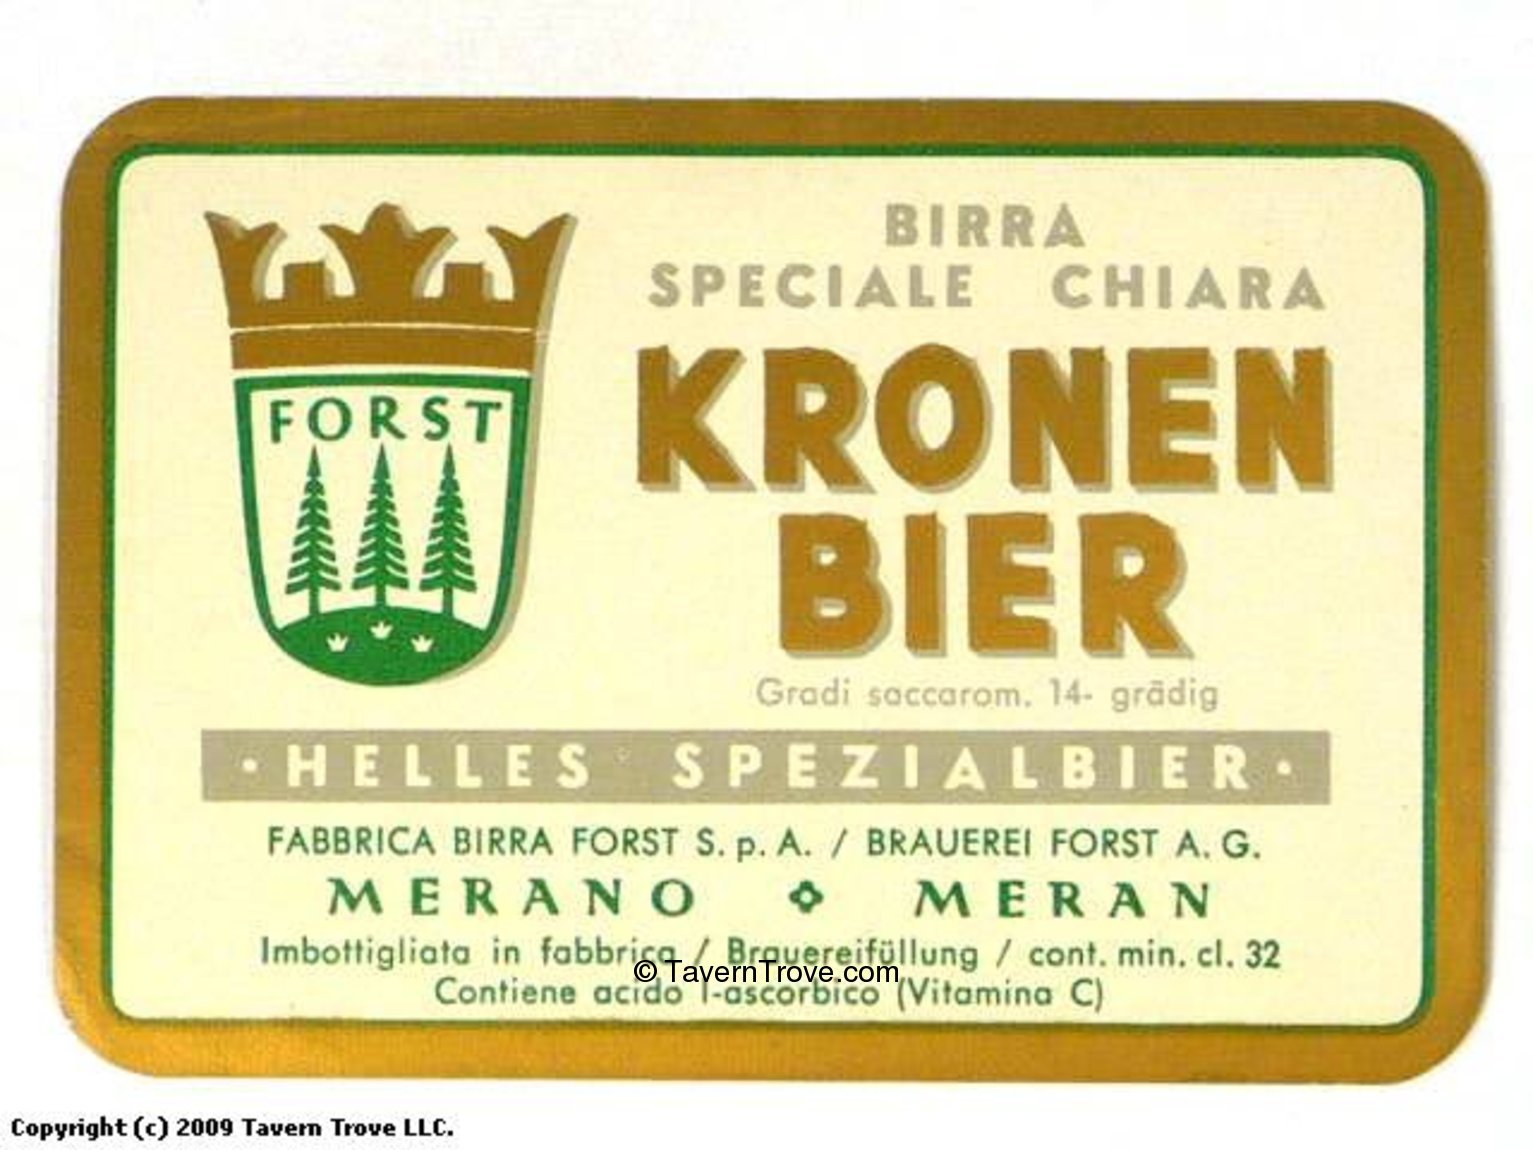 BIRRA
SPECIALE CHIARA
KRONEN
BIER
FORST
Gradi saccarom. 14- grädig
· HELLES SPEZIALBIER ·
FABBRICA BIRRA FORST S. p. A. / BRAUEREI FORST A. G.
MERANO MERAN
Imbottigliata in fabbrica / Brauereifüllung / cont. min. cl. 32
© TavernTrove.com
Contiene acido l-ascorbico (Vitamina C)
Copyright (c) 2009 Tavern Trove LLC.